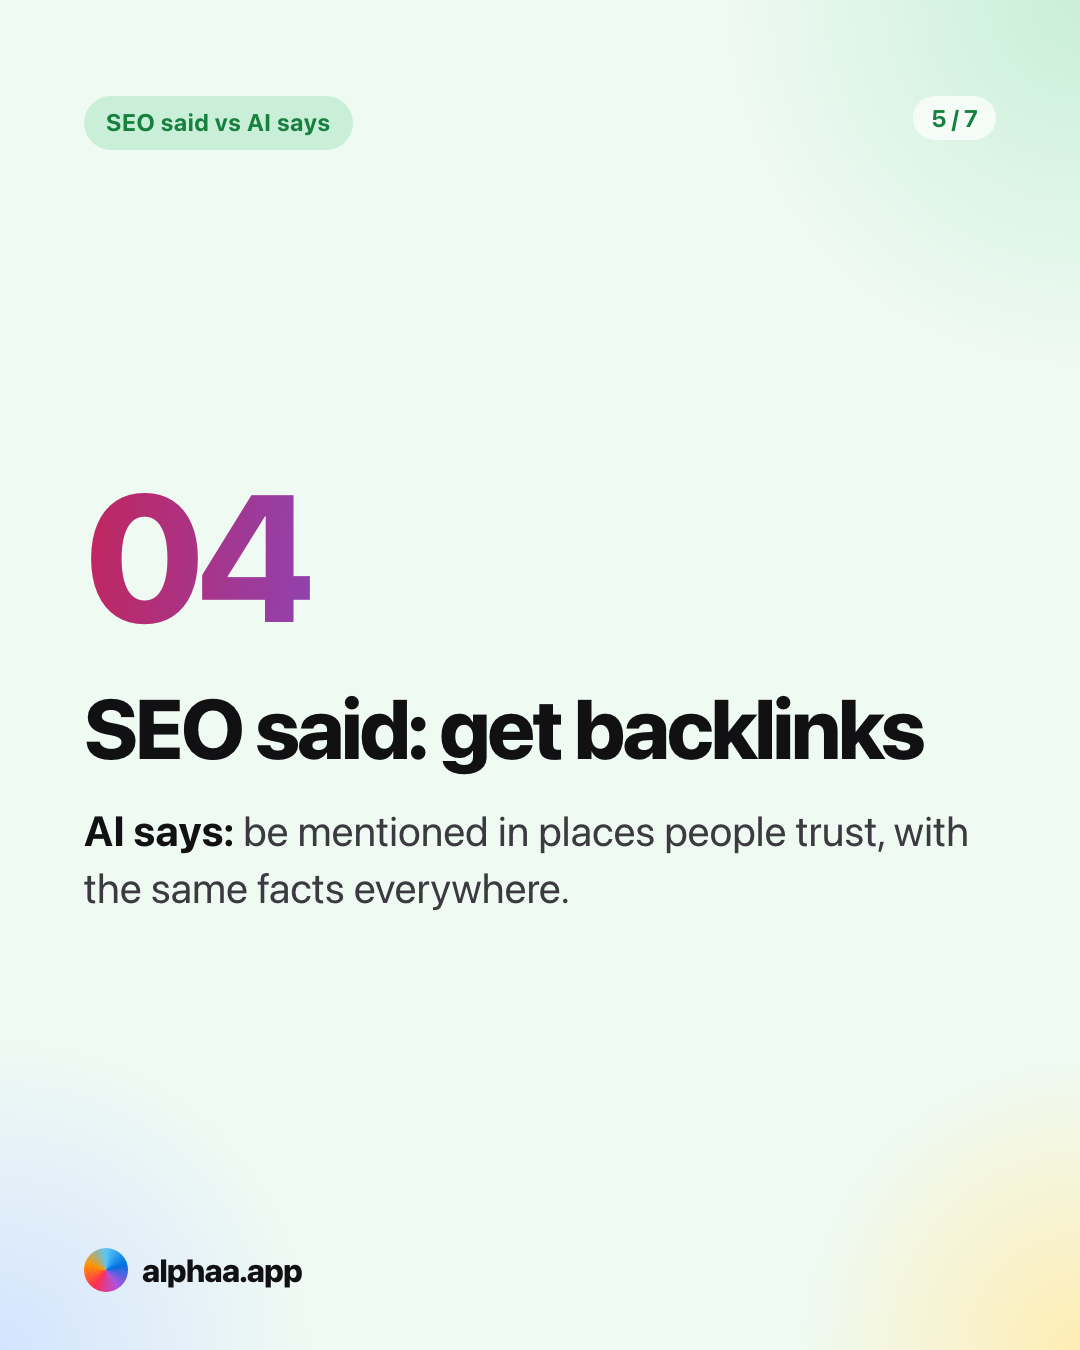 SEO said vs AI says
5 / 7
04
SEO said: get backlinks
AI says: be mentioned in places people trust, with
the same facts everywhere.
alphaa.app